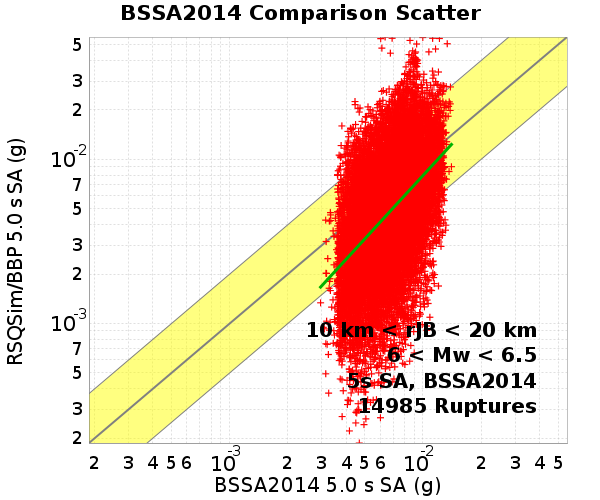 BSSA2014 Comparison Scatter
RSQSim/BBP 5.0 s SA (g)
5
3
2
10-2
7
5
3
2
10-3
7
5
3
2
10 km < rJB < 20 km
6 < Mw < 6.5
5s SA, BSSA2014
14985 Ruptures
2 3 4 5 6 10-3 2 3 4 5 6 10-2 2 3 4 5
BSSA2014 5.0 s SA (g)